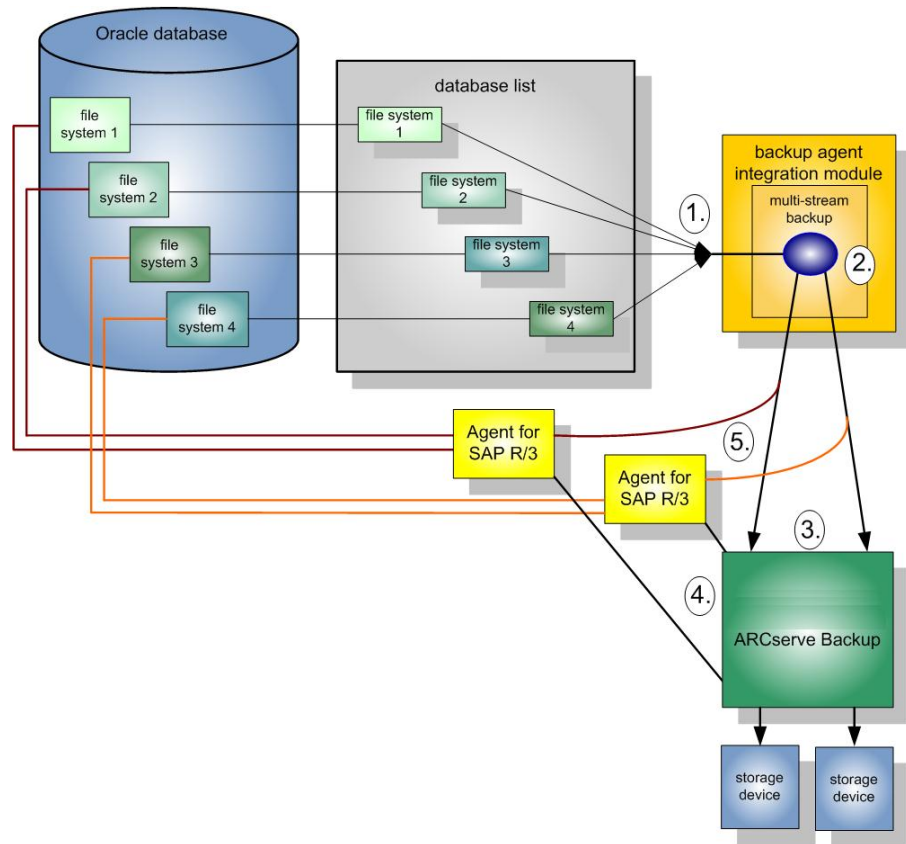 Oracle database
file
system 1
file
system 2
file
system 3
file
system 4
database list
file system
1
file system
2
file system
3
file system
4
1.
backup agent
integration module
multi-stream
backup
2.
Agent for
SAP R/3
5.
Agent for
SAP R/3
3.
4.
ARCserve Backup
storage
device
storage
device